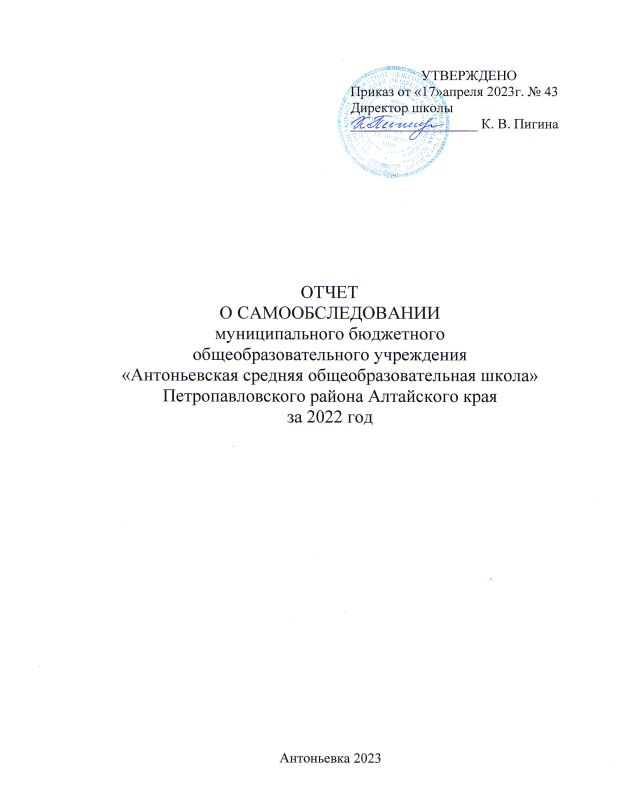 УТВЕРЖДЕНО
Приказ от «17»апреля 2023г. № 43
Директор школы
К. В. Пигина
ОТЧЕТ
О САМООБСЛЕДОВАНИИ
муниципального бюджетного
общеобразовательного учреждения
«Антоньевская средняя общеобразовательная школа»
Петропавловского района Алтайского края
за 2022 год
Антоньевка 2023